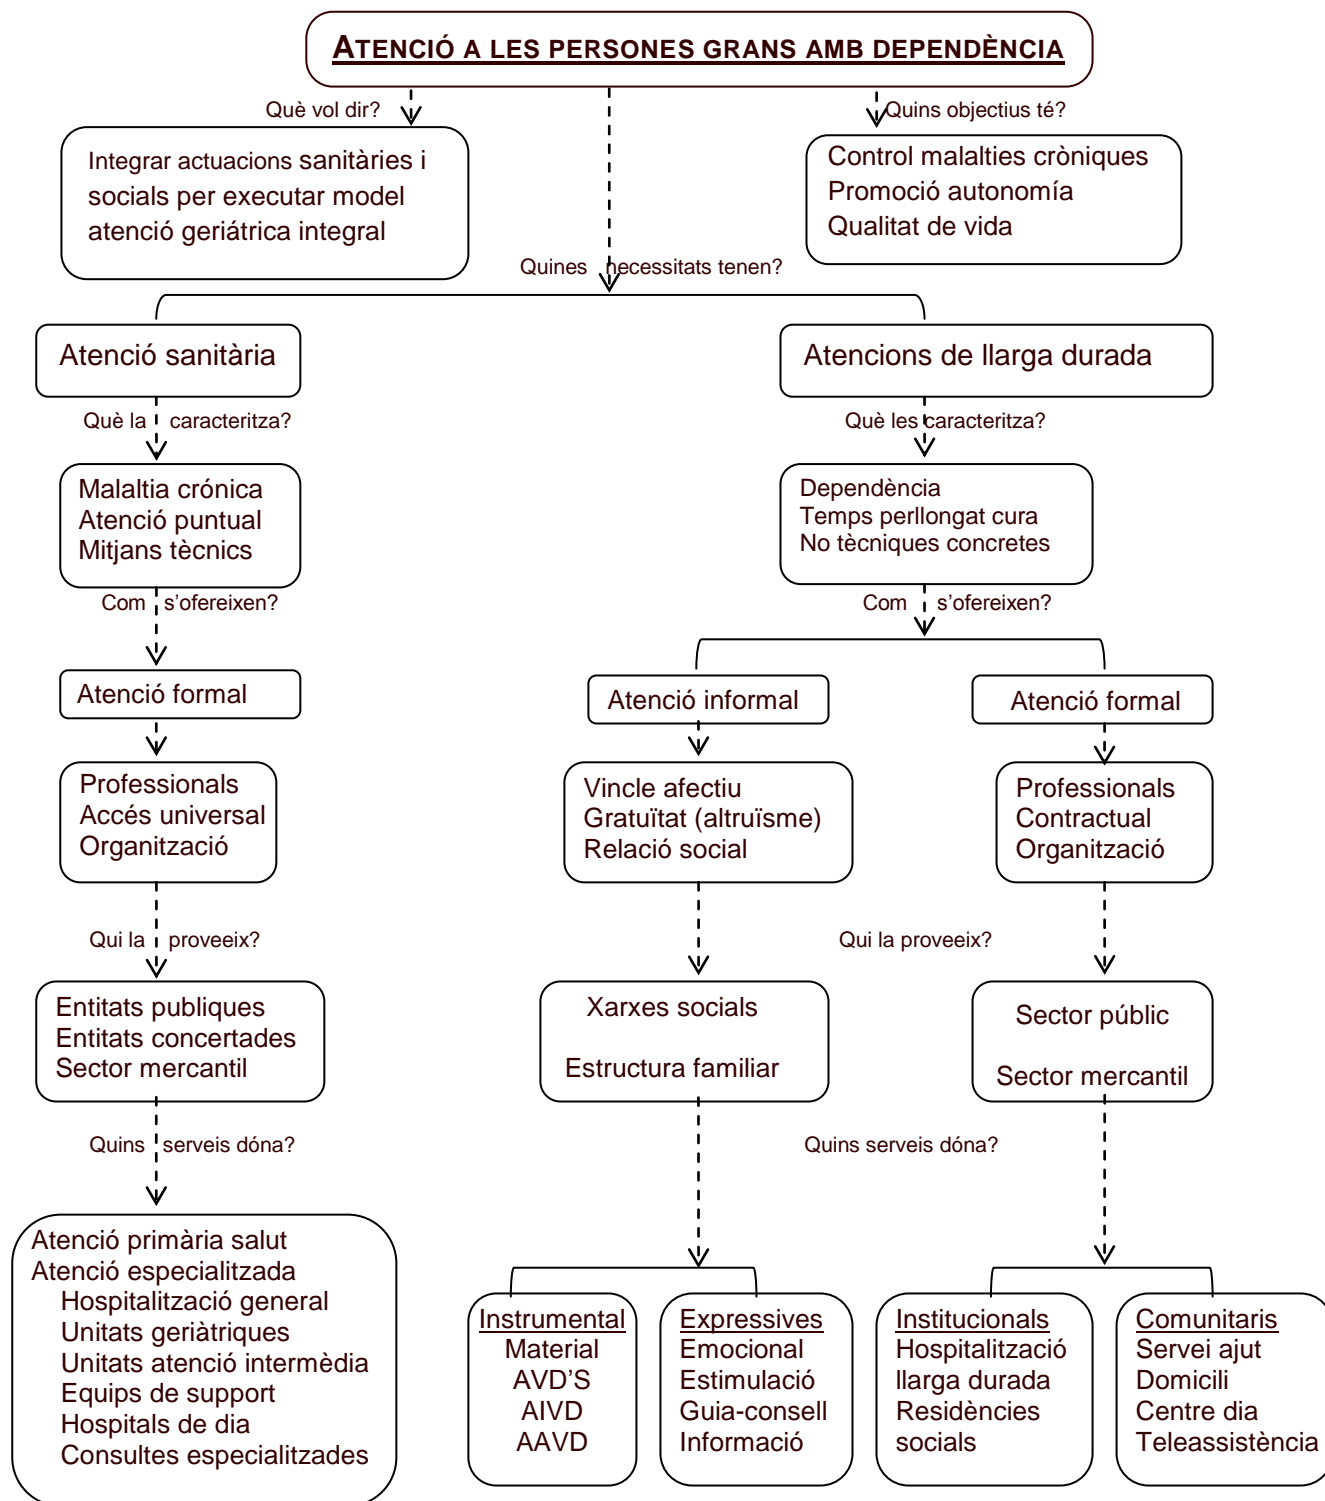 ATENCIÓ A LES PERSONES GRANS AMB DEPENDÈNCIA
Què vol dir?
Quins objectius té?
Integrar actuacions sanitàries i
socials per executar model
atenció geriátrica integral
Control malalties cròniques
Promoció autonomía
Qualitat de vida
Quines necessitats tenen?
Atenció sanitària
Atencions de llarga durada
Què la caracteritza?
Què les caracteritza?
Malaltia crónica
Atenció puntual
Mitjans tècnics
Dependència
Temps perllongat cura
No tècniques concretes
Com s'ofereixen?
Com s'ofereixen?
Atenció formal
Atenció informal
Atenció formal
Professionals
Accés universal
Organització
Vincle afectiu
Gratuïtat (altruïsme)
Relació social
Professionals
Contractual
Organització
Qui la proveeix?
Qui la proveeix?
Entitats publiques
Entitats concertades
Sector mercantil
Xarxes socials
Estructura familiar
Sector públic
Sector mercantil
Quins serveis dóna?
Quins serveis dóna?
Atenció primària salut
Atenció especialitzada
Hospitalització general
Unitats geriàtriques
Unitats atenció intermèdia
Equips de support
Hospitals de dia
Consultes especialitzades
Instrumental
Material
AVD'S
AIVD
AAVD
Expressives
Emocional
Estimulació
Guia-consell
Informació
Institucionals
Hospitalització
llarga durada
Residències
socials
Comunitaris
Servei ajut
Domicili
Centre dia
Teleassistència